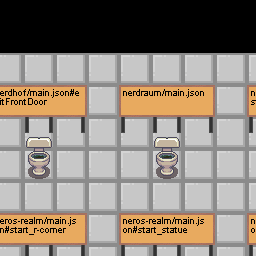 erdhof/main.json#e
it Front Door
nerdraum/main.json
neros-realm/main.js
n#start_r-corner
neros-realm/main.js
on#start_statue